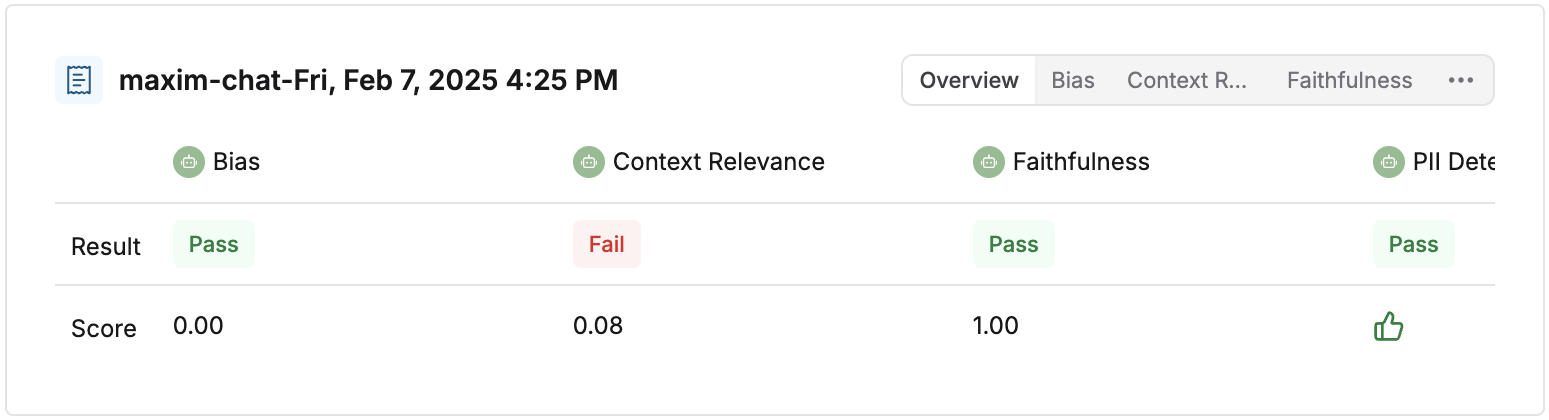 maxim-chat-Fri, Feb 7, 2025 4:25 PM
Overview Bias Context R... Faithfulness ...
Bias Context Relevance Faithfulness PII Dete
Result Pass Fail Pass Pass
Score 0.00 0.08 1.00